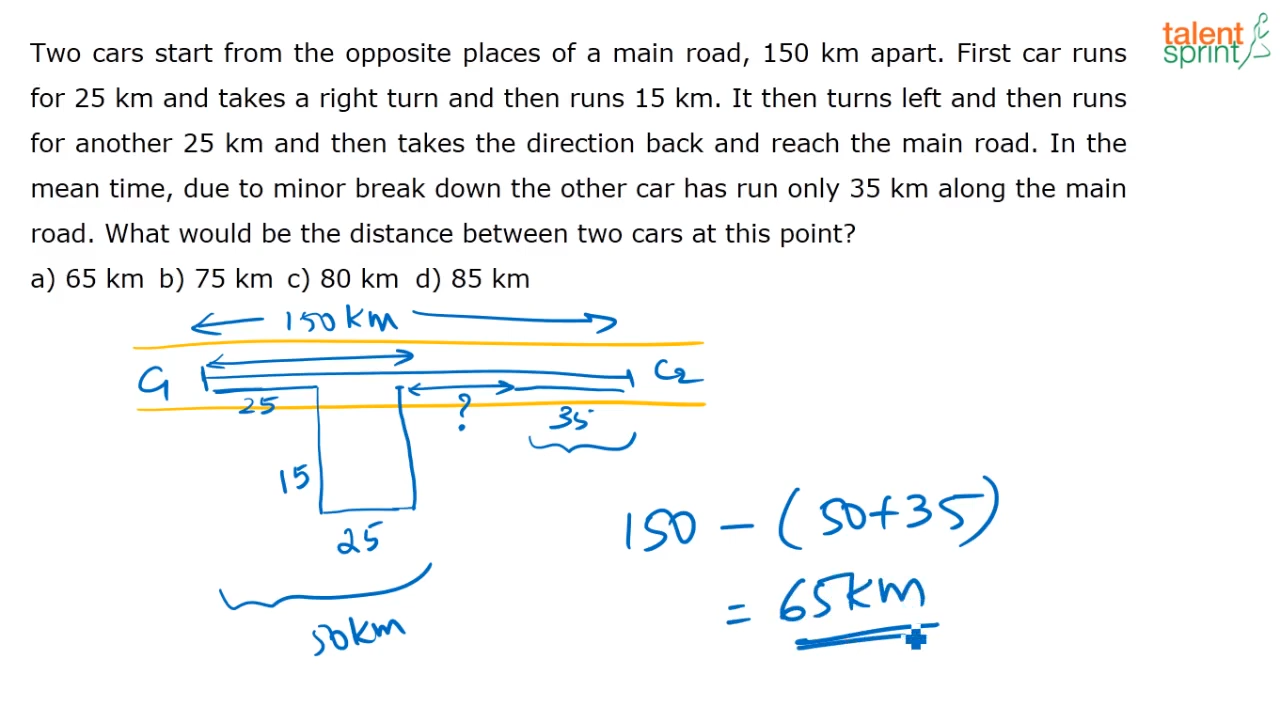 talent
sprint
Two cars start from the opposite places of a main road, 150 km apart. First car runs
for 25 km and takes a right turn and then runs 15 km. It then turns left and then runs
for another 25 km and then takes the direction back and reach the main road. In the
mean time, due to minor break down the other car has run only 35 km along the main
road. What would be the distance between two cars at this point?
a) 65 km b) 75 km c) 80 km d) 85 km
150 km
C1
C2
25
?
35
15
25
50 km
150 - (50+35)
= 65 km